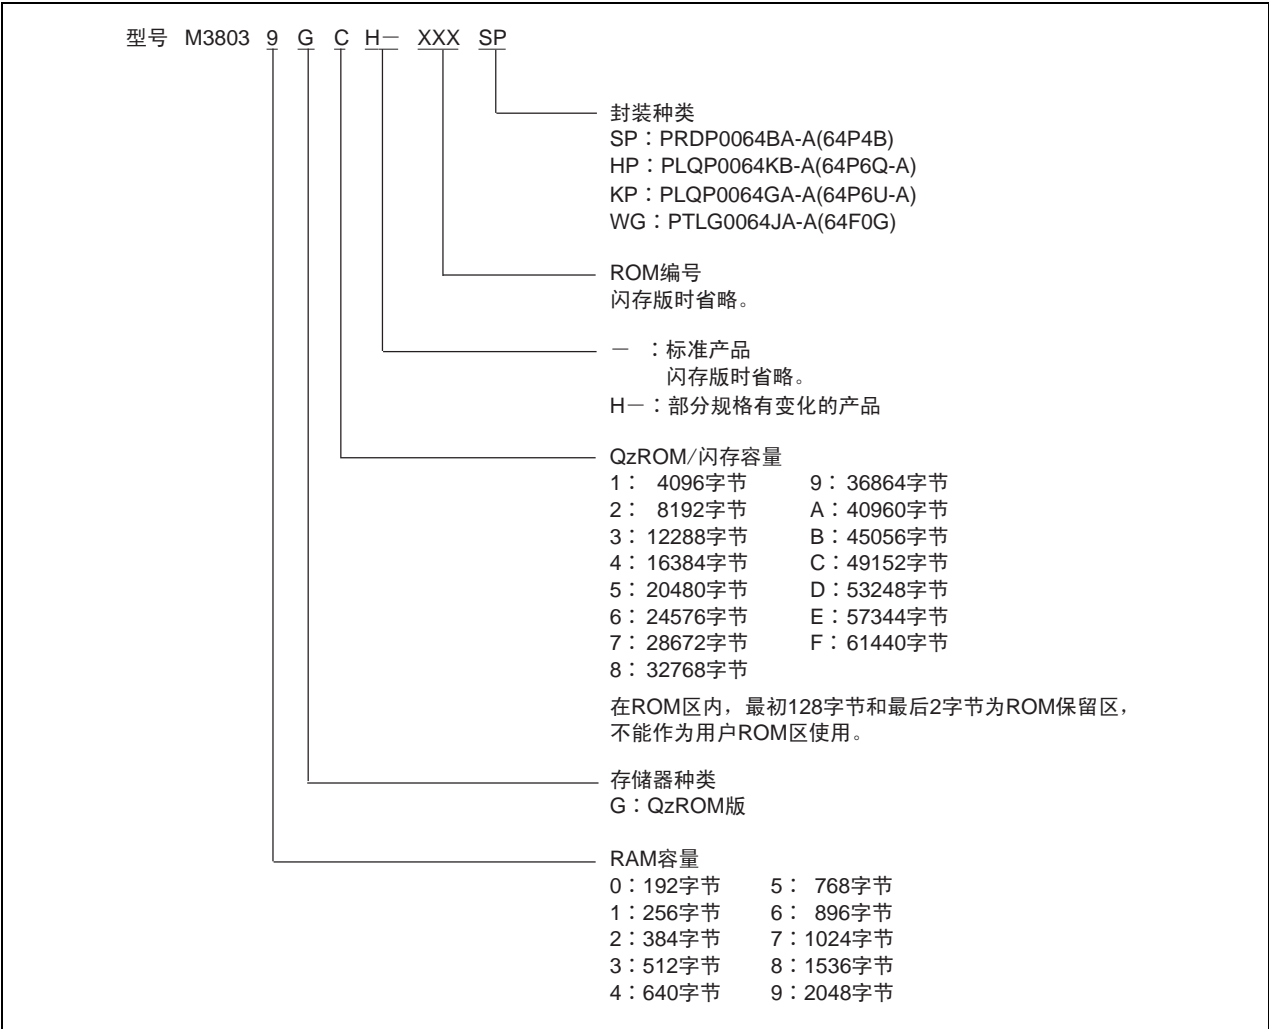 型号 M3803 9 G C H－ XXX SP
封装种类
SP：PRDP0064BA-A(64P4B)
HP：PLQP0064KB-A(64P6Q-A)
KP：PLQP0064GA-A(64P6U-A)
WG：PTLG0064JA-A(64F0G)
ROM编号
闪存版时省略。
－ ：标准产品
闪存版时省略。
H－：部分规格有变化的产品
QzROM/闪存容量
1： 4096字节 9：36864字节
2： 8192字节 A：40960字节
3：12288字节 B：45056字节
4：16384字节 C：49152字节
5：20480字节 D：53248字节
6：24576字节 E：57344字节
7：28672字节 F：61440字节
8：32768字节
在ROM区内，最初128字节和最后2字节为ROM保留区，
不能作为用户ROM区使用。
存储器种类
G：QzROM版
RAM容量
0：192字节 5： 768字节
1：256字节 6： 896字节
2：384字节 7：1024字节
3：512字节 8：1536字节
4：640字节 9：2048字节